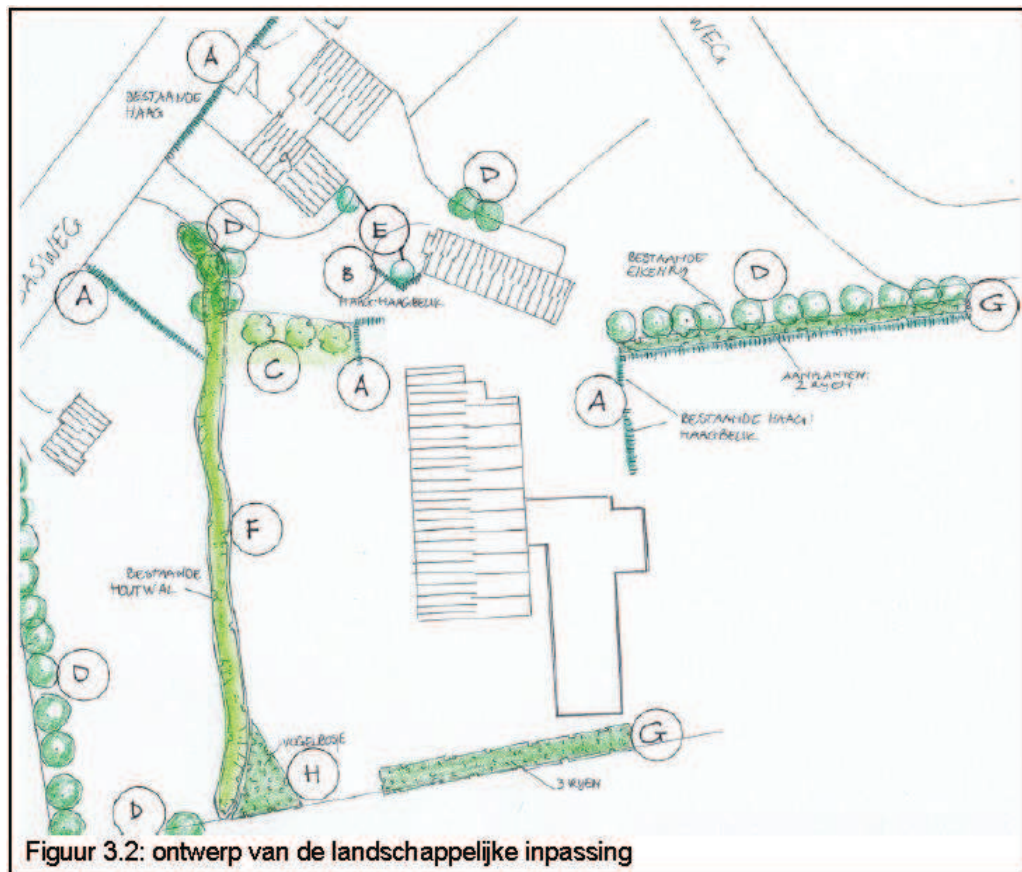 A
BESTAANDE
HAAG
WEG
D
D
E
B
HAAG: HAAGBEUK
A
BESTAANDE
EIKENRIJ
D
G
C
A
AANPLANTEN:
2 RIJEN
A
BESTAANDE HAAG:
HAAGBEUK
F
BESTAANDE
HOUTWAL
D
VOGELBOSJE
H
G
3 RIJEN
D
Figuur 3.2: ontwerp van de landschappelijke inpassing